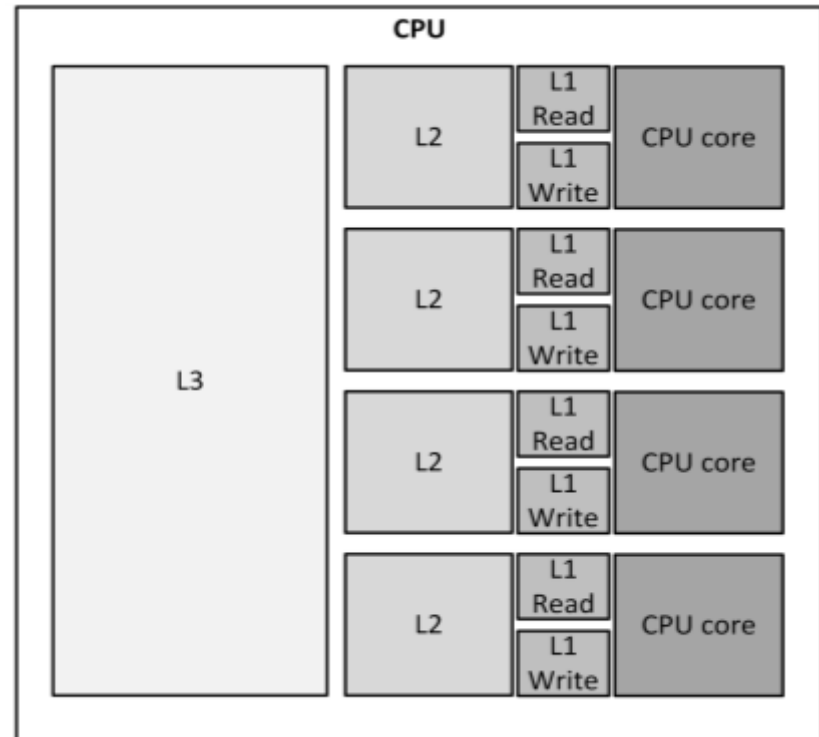 CPU
L3
L2
L1
Read
L1
Write
CPU core
L2
L1
Read
L1
Write
CPU core
L2
L1
Read
L1
Write
CPU core
L2
L1
Read
L1
Write
CPU core